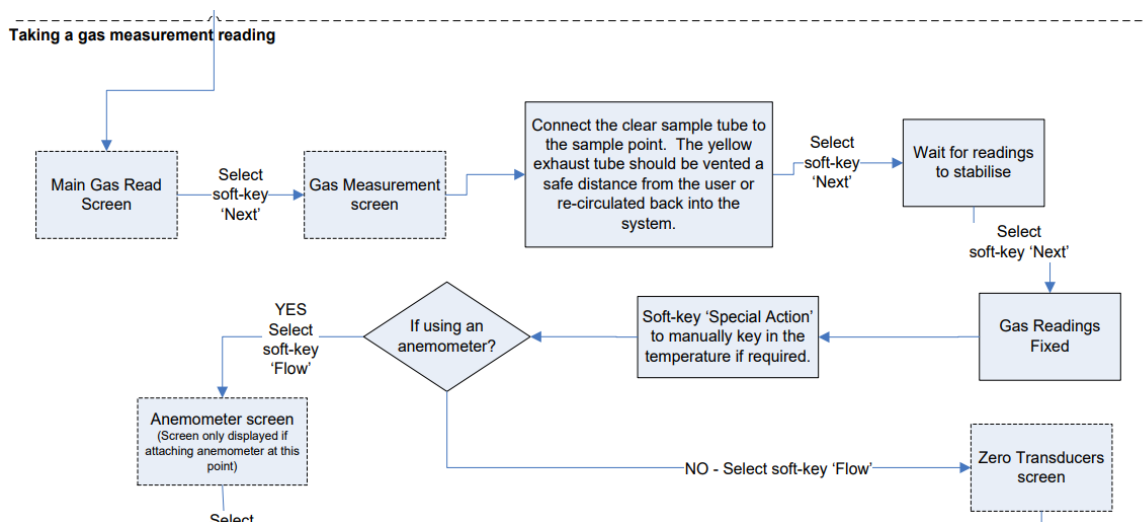 Taking a gas measurement reading
Main Gas Read
Screen
Select
soft-key
‘Next’
Gas Measurement
screen
Connect the clear sample tube to
the sample point.  The yellow
exhaust tube should be vented a
safe distance from the user or
re-circulated back into the
system.
Select
soft-key
‘Next’
Wait for readings
to stabilise
Select
soft-key ‘Next’
Gas Readings
Fixed
Soft-key ‘Special Action’
to manually key in the
temperature if required.
If using an
anemometer?
YES
Select
soft-key
‘Flow’
Anemometer screen
(Screen only displayed if
attaching anemometer at this
point)
NO - Select soft-key ‘Flow’
Zero Transducers
screen
Select